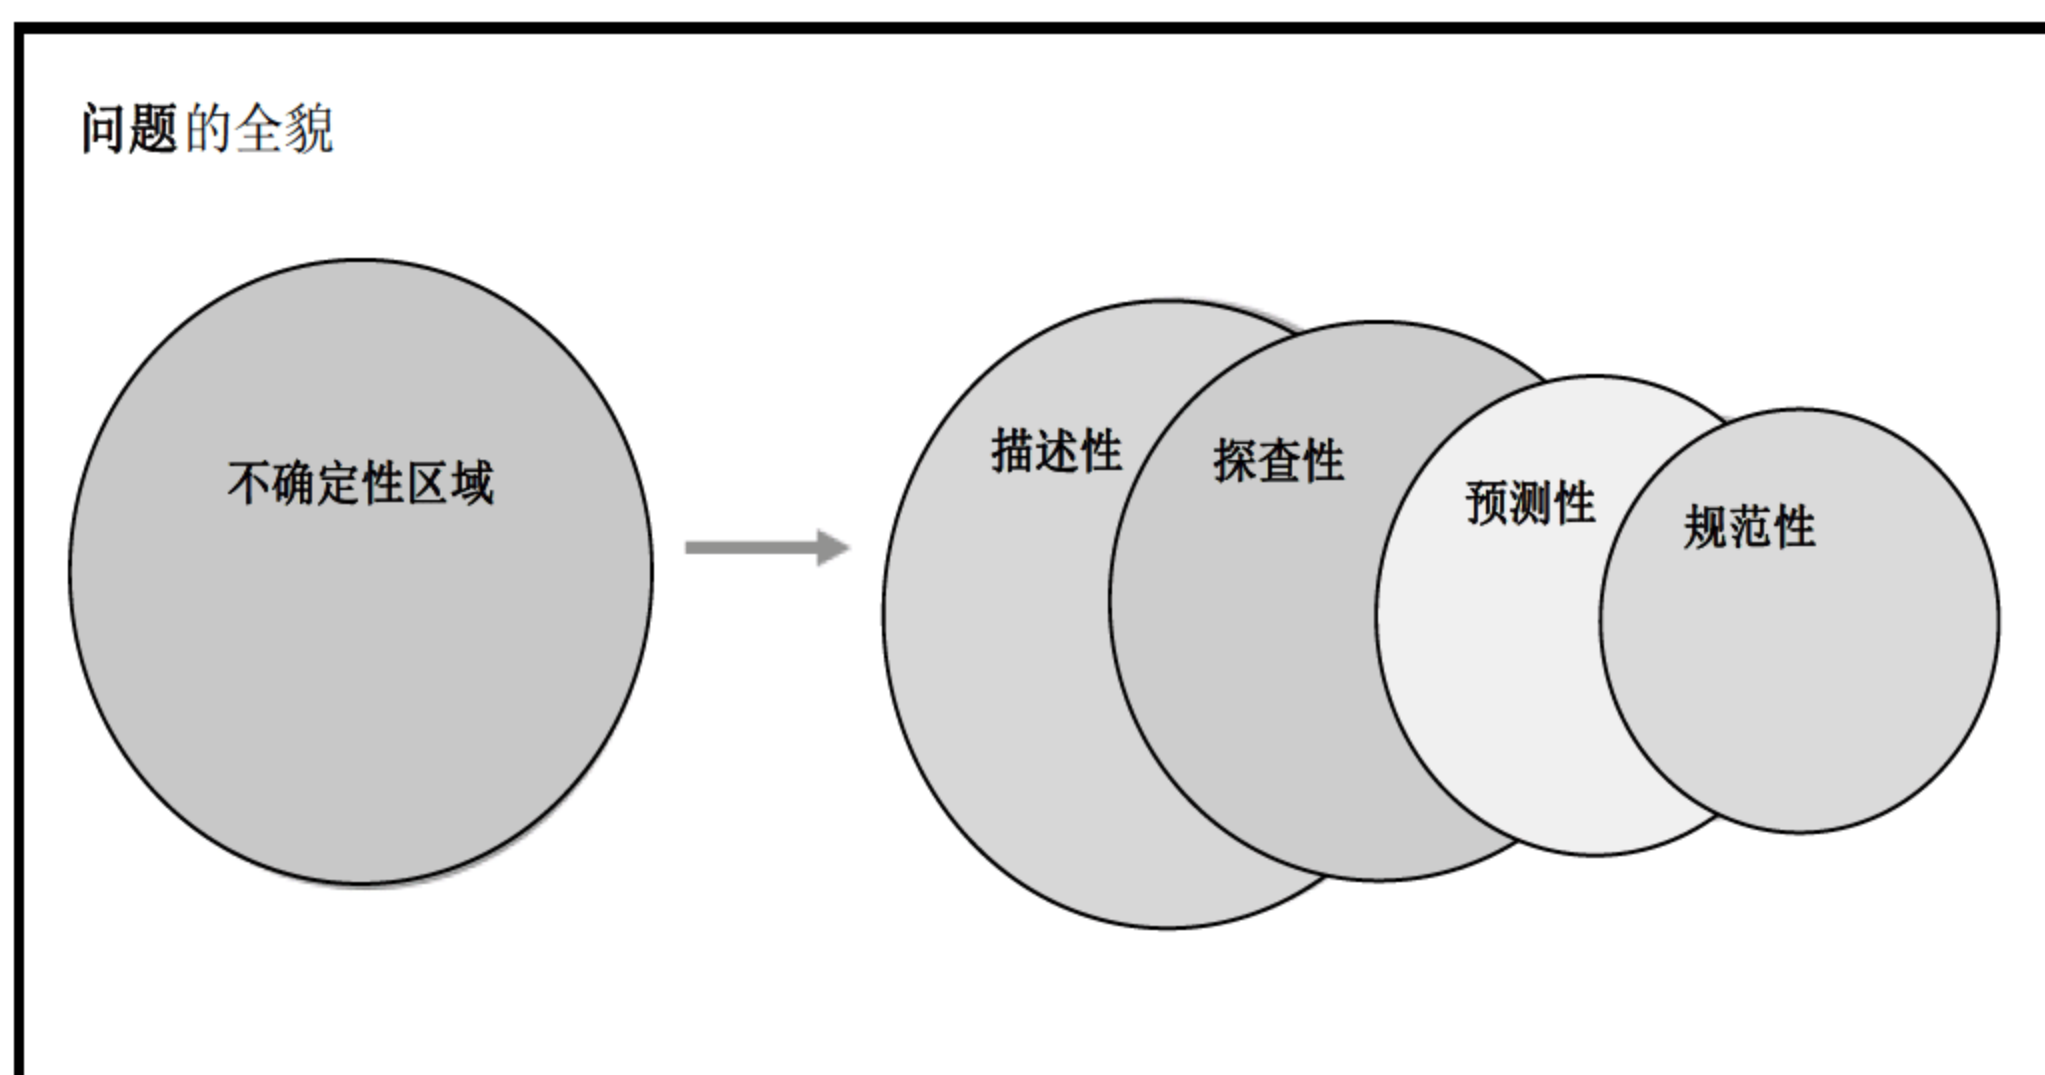 问题的全貌
不确定性区域
描述性
探查性
预测性
规范性